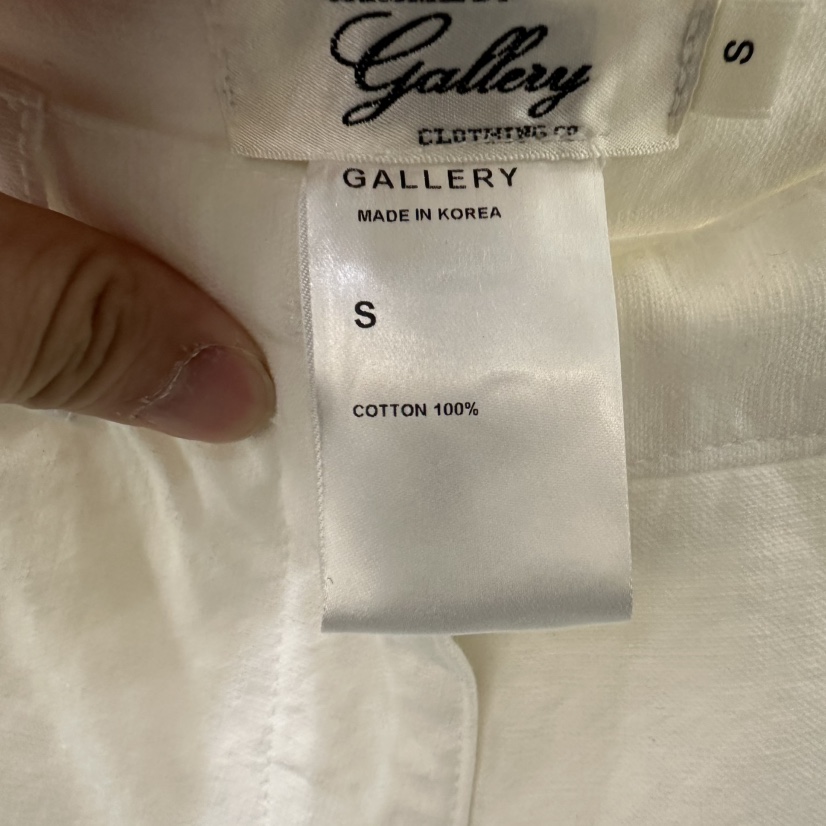 Gallery
CLOTHING CO
S
GALLERY
MADE IN KOREA
S
COTTON 100%